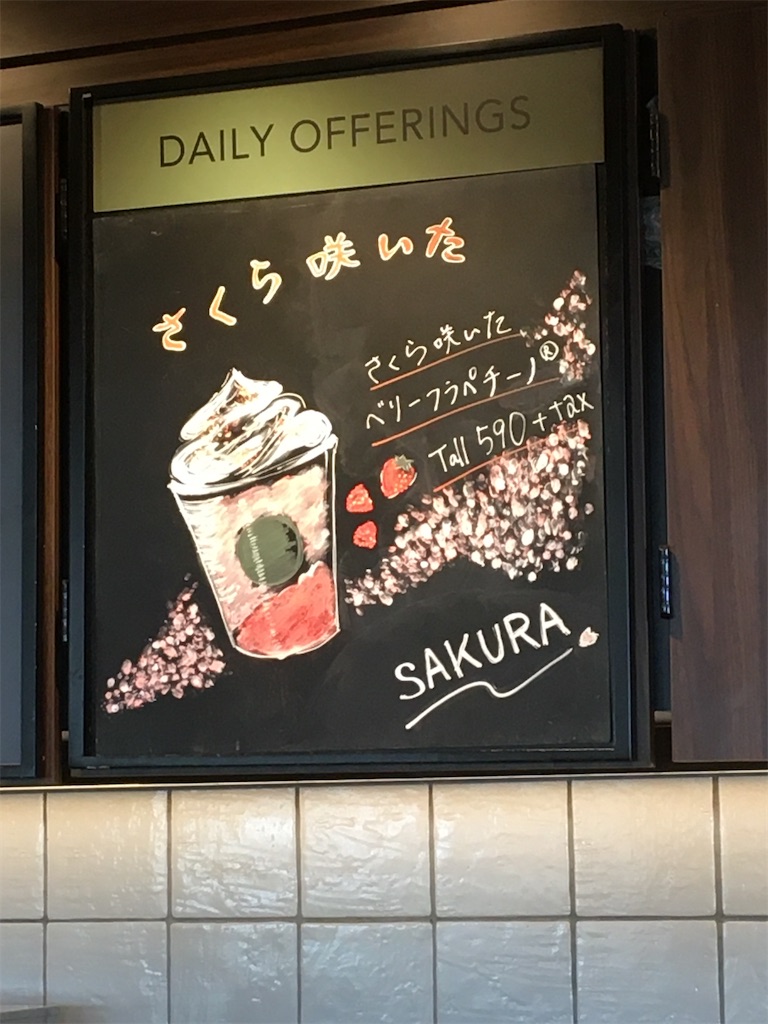 DAILY OFFERINGS
さくら咲いた
さくら咲いた
ベリーフラペチーノ®
Tall 590+tax
SAKURA